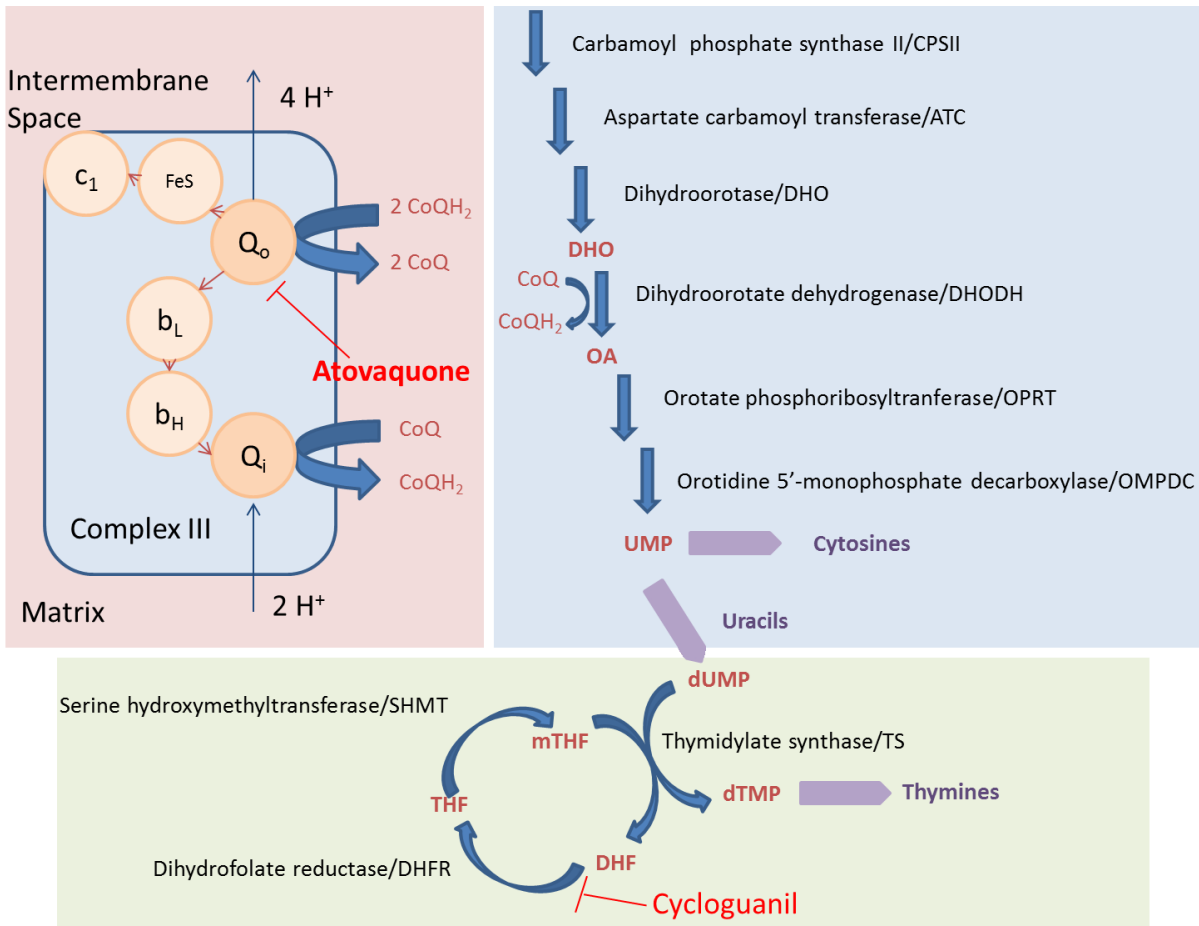 Intermembrane
Space
4 H⁺
c₁
FeS
Qₒ
2 CoQH₂
2 CoQ
b_L
Atovaquone
b_H
Qᵢ
CoQ
CoQH₂
Complex III
Matrix
2 H⁺
Carbamoyl phosphate synthase II/CPSII
Aspartate carbamoyl transferase/ATC
Dihydroorotase/DHO
DHO
CoQ
Dihydroorotate dehydrogenase/DHODH
CoQH₂
OA
Orotate phosphoribosyltranferase/OPRT
Orotidine 5’-monophosphate decarboxylase/OMPDC
UMP
Cytosines
Uracils
dUMP
Serine hydroxymethyltransferase/SHMT
mTHF
Thymidylate synthase/TS
THF
dTMP
Thymines
Dihydrofolate reductase/DHFR
DHF
Cycloguanil